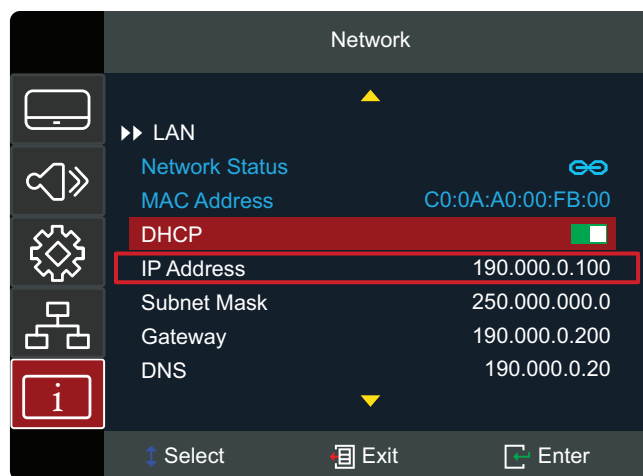 Network
LAN
Network Status
MAC Address C0:0A:A0:00:FB:00
DHCP
IP Address 190.000.0.100
Subnet Mask 250.000.000.0
Gateway 190.000.0.200
DNS 190.000.0.20
i
Select Exit Enter